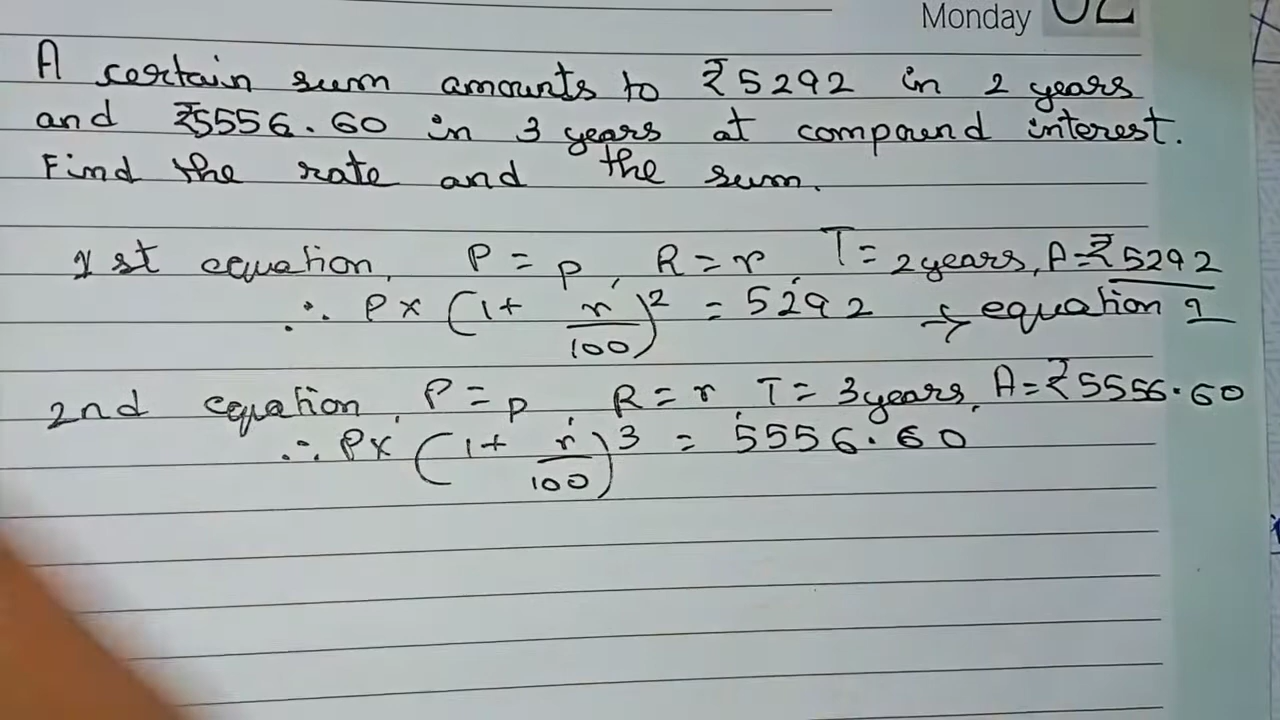 Monday 02
A certain sum amounts to ₹5292 in 2 years
and ₹5556.60 in 3 years at compound interest.
Find the rate and the sum.
1st equation, P = p, R = r, T = 2years, A=₹5292
∴ P× (1+ r/100)² = 5292 → equation 1
2nd equation, P = p, R = r, T = 3years, A=₹5556.60
∴ P× (1+ r/100)³ = 5556.60